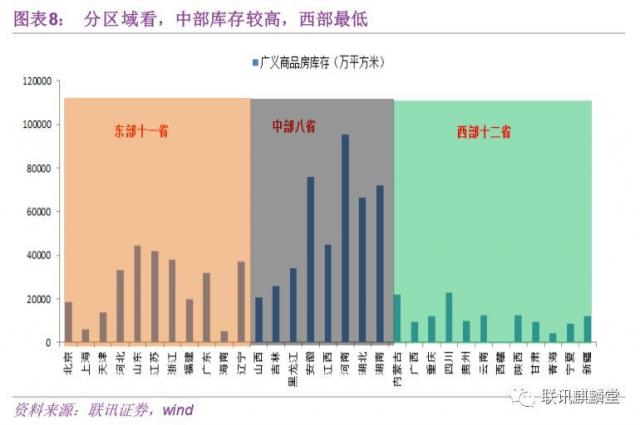 图表8： 分区域看，中部库存较高，西部最低
广义商品房库存（万平方米）
120000
100000
80000
60000
40000
20000
0
东部十一省
中部八省
西部十二省
北京
上海
天津
河北
山东
江苏
浙江
福建
广东
海南
辽宁
山西
吉林
黑龙江
安徽
江西
河南
湖北
湖南
内蒙古
广西
重庆
四川
贵州
云南
西藏
陕西
甘肃
青海
宁夏
新疆
资料来源：联讯证券，wind
联讯麒麟堂